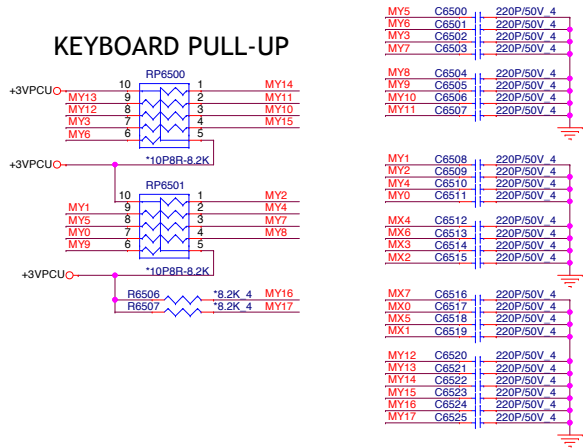 KEYBOARD PULL-UP
RP6500
+3VPCU 10 1 MY14
MY13 9 2 MY11
MY12 8 3 MY10
MY3 7 4 MY15
MY6 6 5
+3VPCU *10P8R-8.2K
RP6501
10 1 MY2
MY1 9 2 MY4
MY5 8 3 MY7
MY0 7 4 MY8
MY9 6 5
+3VPCU *10P8R-8.2K
R6506 *8.2K_4 MY16
R6507 *8.2K_4 MY17
MY5 C6500 220P/50V_4
MY6 C6501 220P/50V_4
MY3 C6502 220P/50V_4
MY7 C6503 220P/50V_4
MY8 C6504 220P/50V_4
MY9 C6505 220P/50V_4
MY10 C6506 220P/50V_4
MY11 C6507 220P/50V_4
MY1 C6508 220P/50V_4
MY2 C6509 220P/50V_4
MY4 C6510 220P/50V_4
MY0 C6511 220P/50V_4
MX4 C6512 220P/50V_4
MX6 C6513 220P/50V_4
MX3 C6514 220P/50V_4
MX2 C6515 220P/50V_4
MX7 C6516 220P/50V_4
MX0 C6517 220P/50V_4
MX5 C6518 220P/50V_4
MX1 C6519 220P/50V_4
MY12 C6520 220P/50V_4
MY13 C6521 220P/50V_4
MY14 C6522 220P/50V_4
MY15 C6523 220P/50V_4
MY16 C6524 220P/50V_4
MY17 C6525 220P/50V_4